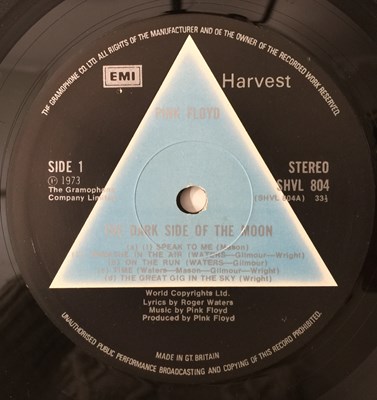 THE GRAMOPHONE CO LTD. ALL RIGHTS OF THE MANUFACTURER AND OF THE OWNER OF THE RECORDED WORK RESERVED.
EMI
Harvest
PINK FLOYD
SIDE 1
STEREO
℗ 1973
SHVL 804
The Gramophone
Company Limited
(SHVL 804A) 33⅓
DARK SIDE OF THE MOON
SPEAK TO ME (Mason)
IN THE AIR (WATERS—GILMOUR—Wright)
ON THE RUN (WATERS—Gilmour)
TIME (Waters—Mason—Gilmour—Wright)
THE GREAT GIG IN THE SKY (Wright)
World Copyrights Ltd.
Lyrics by Roger Waters
Music by Pink Floyd
Produced by Pink Floyd
MADE IN GT. BRITAIN
UNAUTHORISED PUBLIC PERFORMANCE BROADCASTING AND COPYING OF THIS RECORD PROHIBITED.